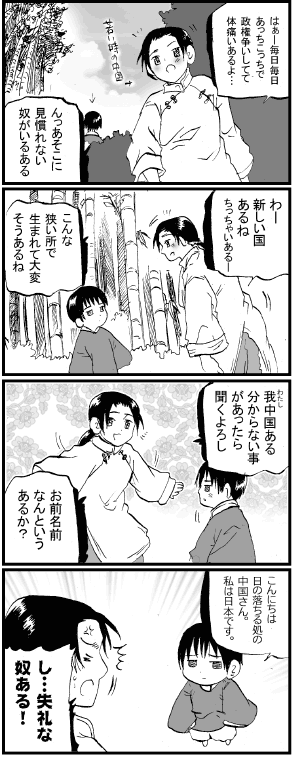 はぁー毎日毎日
あっちこっちで
政権争いしてて
体痛いあるよ…
若い時の中国→
んっあそこに
見慣れない
奴がいるある
わー
新しい国
あるね
ちっちゃいあるー
こんな
狭い所で
生まれて大変
そうあるね
我中国ある
わたし
分からない事
があったら
聞くよろし
お前名前
なんという
あるか?
こんにちは
日の落ちる処の
中国さん。
私は日本です。
し…失礼な
奴ある!